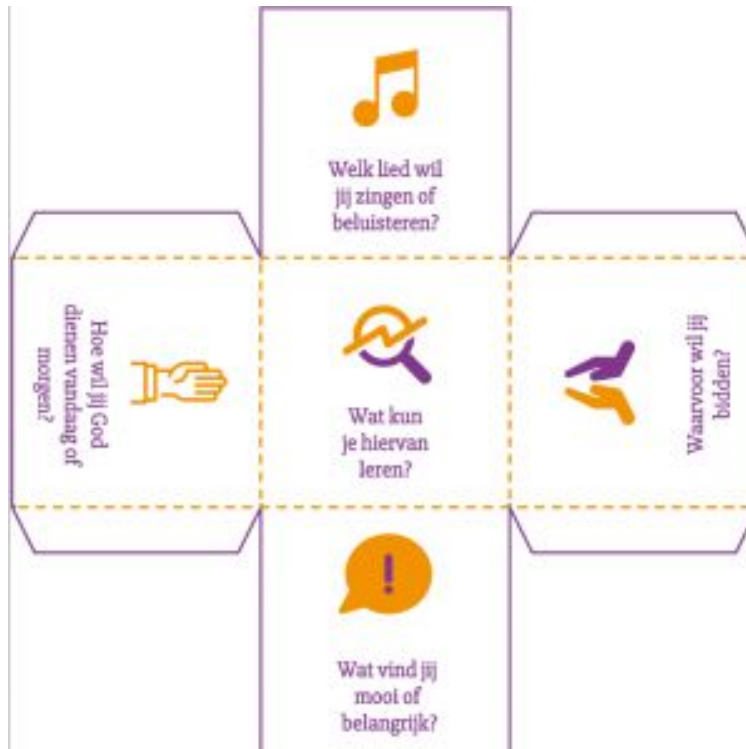 Welk lied wil
jij zingen of
beluisteren?
Hoe wil jij God
dienen vandaag of
morgen?
Wat kun
je hiervan
leren?
Waarvoor wil jij
bidden?
!
Wat vind jij
mooi of
belangrijk?